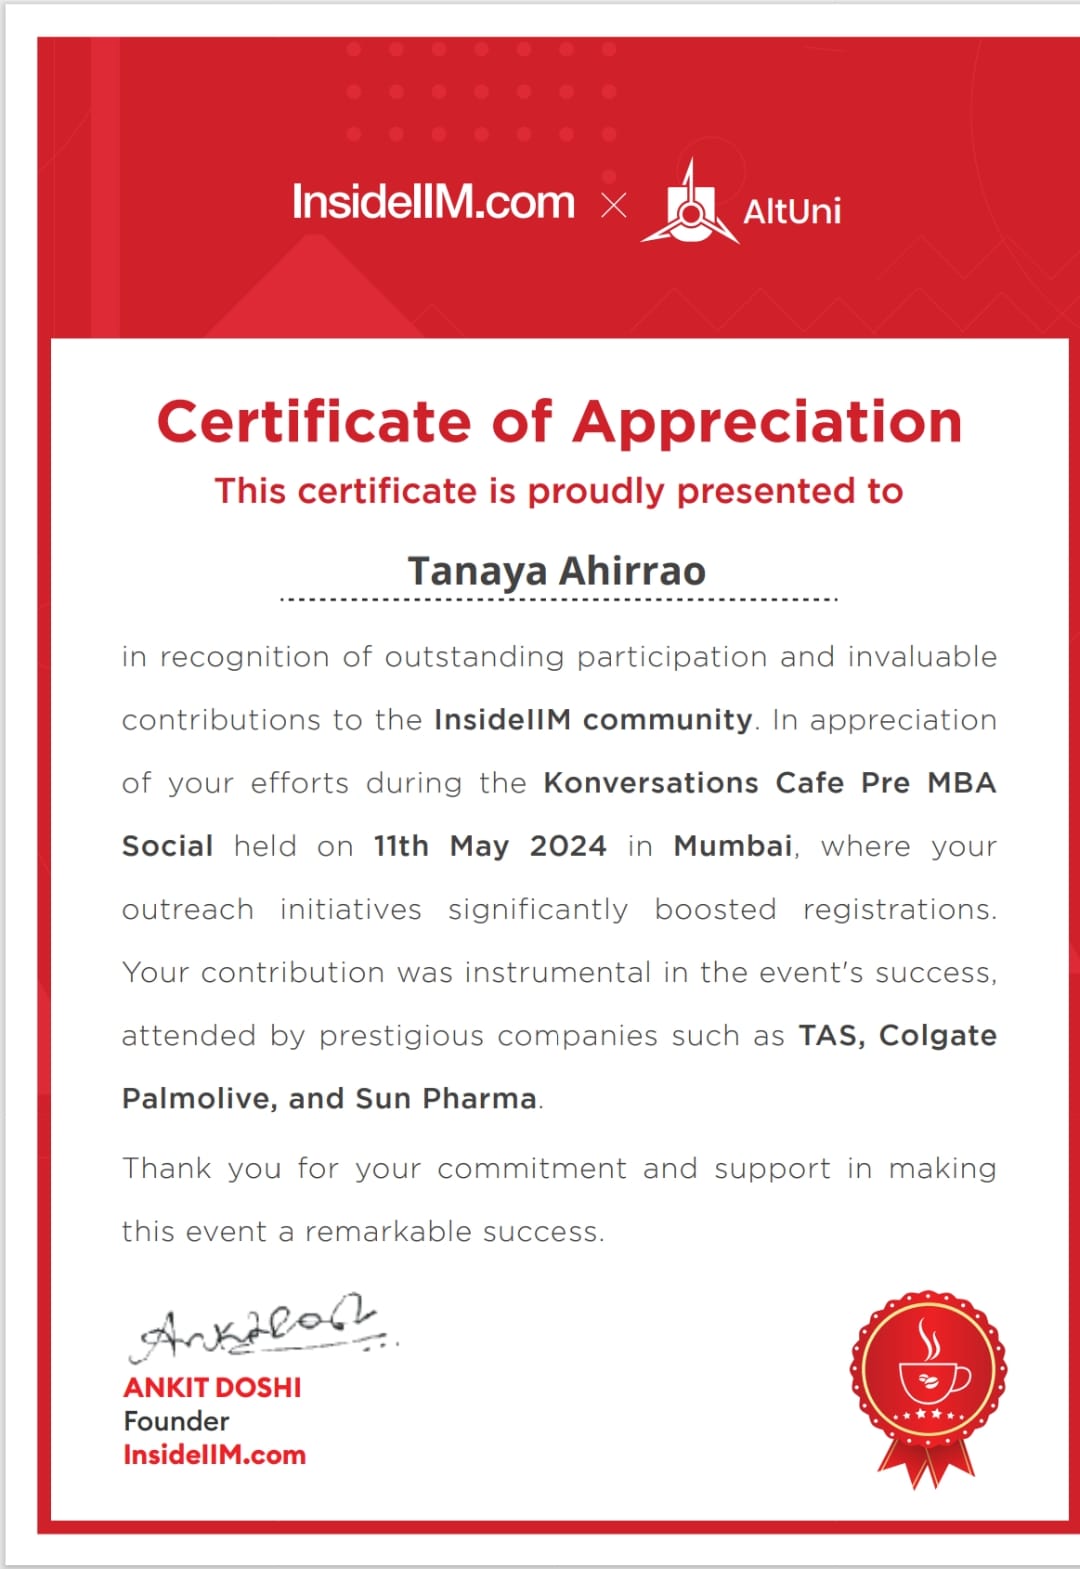 InsideIIM.com × AltUni
Certificate of Appreciation
This certificate is proudly presented to
Tanaya Ahirrao
in recognition of outstanding participation and invaluable
contributions to the InsideIIM community. In appreciation
of your efforts during the Konversations Cafe Pre MBA
Social held on 11th May 2024 in Mumbai, where your
outreach initiatives significantly boosted registrations.
Your contribution was instrumental in the event's success,
attended by prestigious companies such as TAS, Colgate
Palmolive, and Sun Pharma.
Thank you for your commitment and support in making
this event a remarkable success.
ANKIT DOSHI
Founder
InsideIIM.com